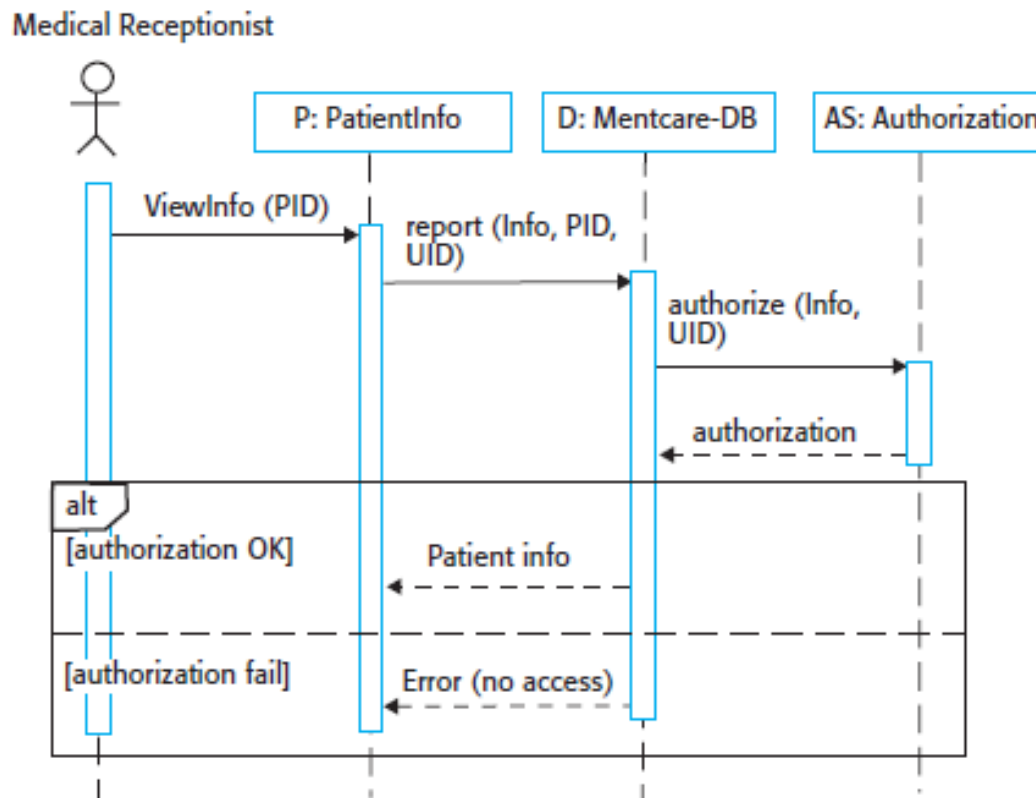 Medical Receptionist
P: PatientInfo
D: Mentcare-DB
AS: Authorization
ViewInfo (PID)
report (Info, PID,
UID)
authorize (Info,
UID)
authorization
alt
[authorization OK]
Patient info
[authorization fail]
Error (no access)